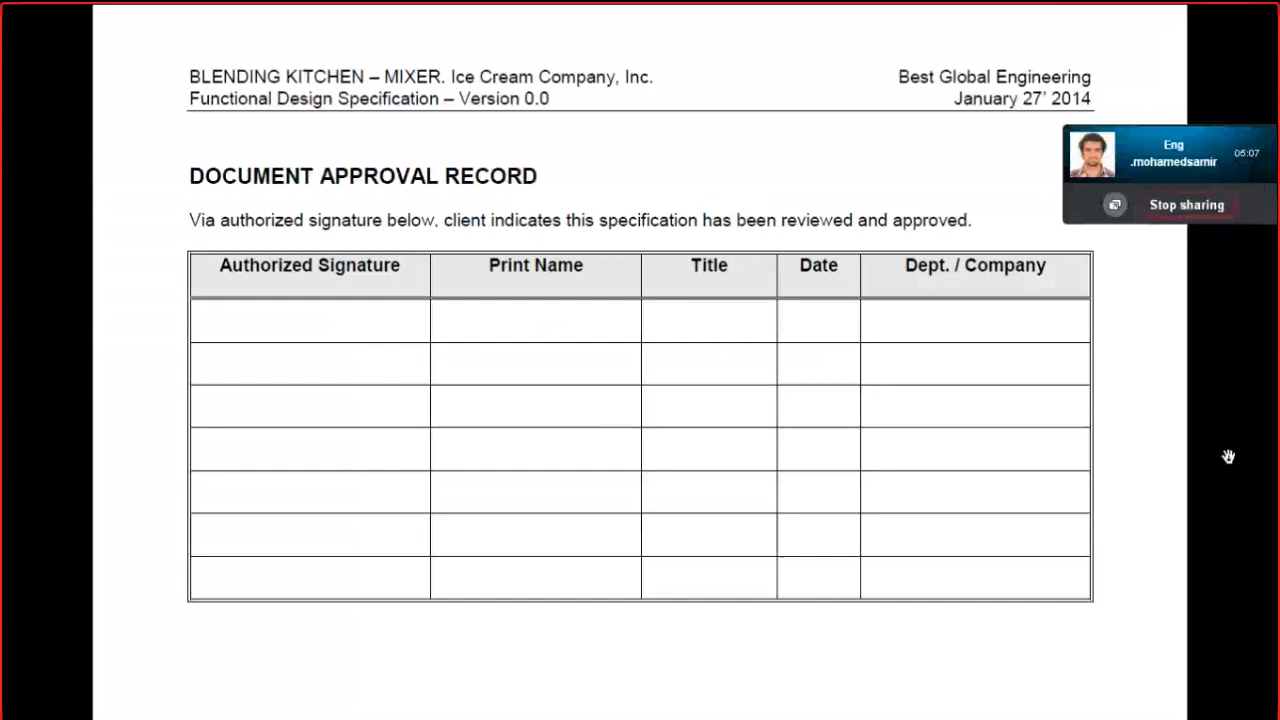 BLENDING KITCHEN – MIXER. Ice Cream Company, Inc. Best Global Engineering
Functional Design Specification – Version 0.0 January 27' 2014
Eng
.mohamedsamir
05:07
Stop sharing
DOCUMENT APPROVAL RECORD
Via authorized signature below, client indicates this specification has been reviewed and approved.
Authorized Signature Print Name Title Date Dept. / Company